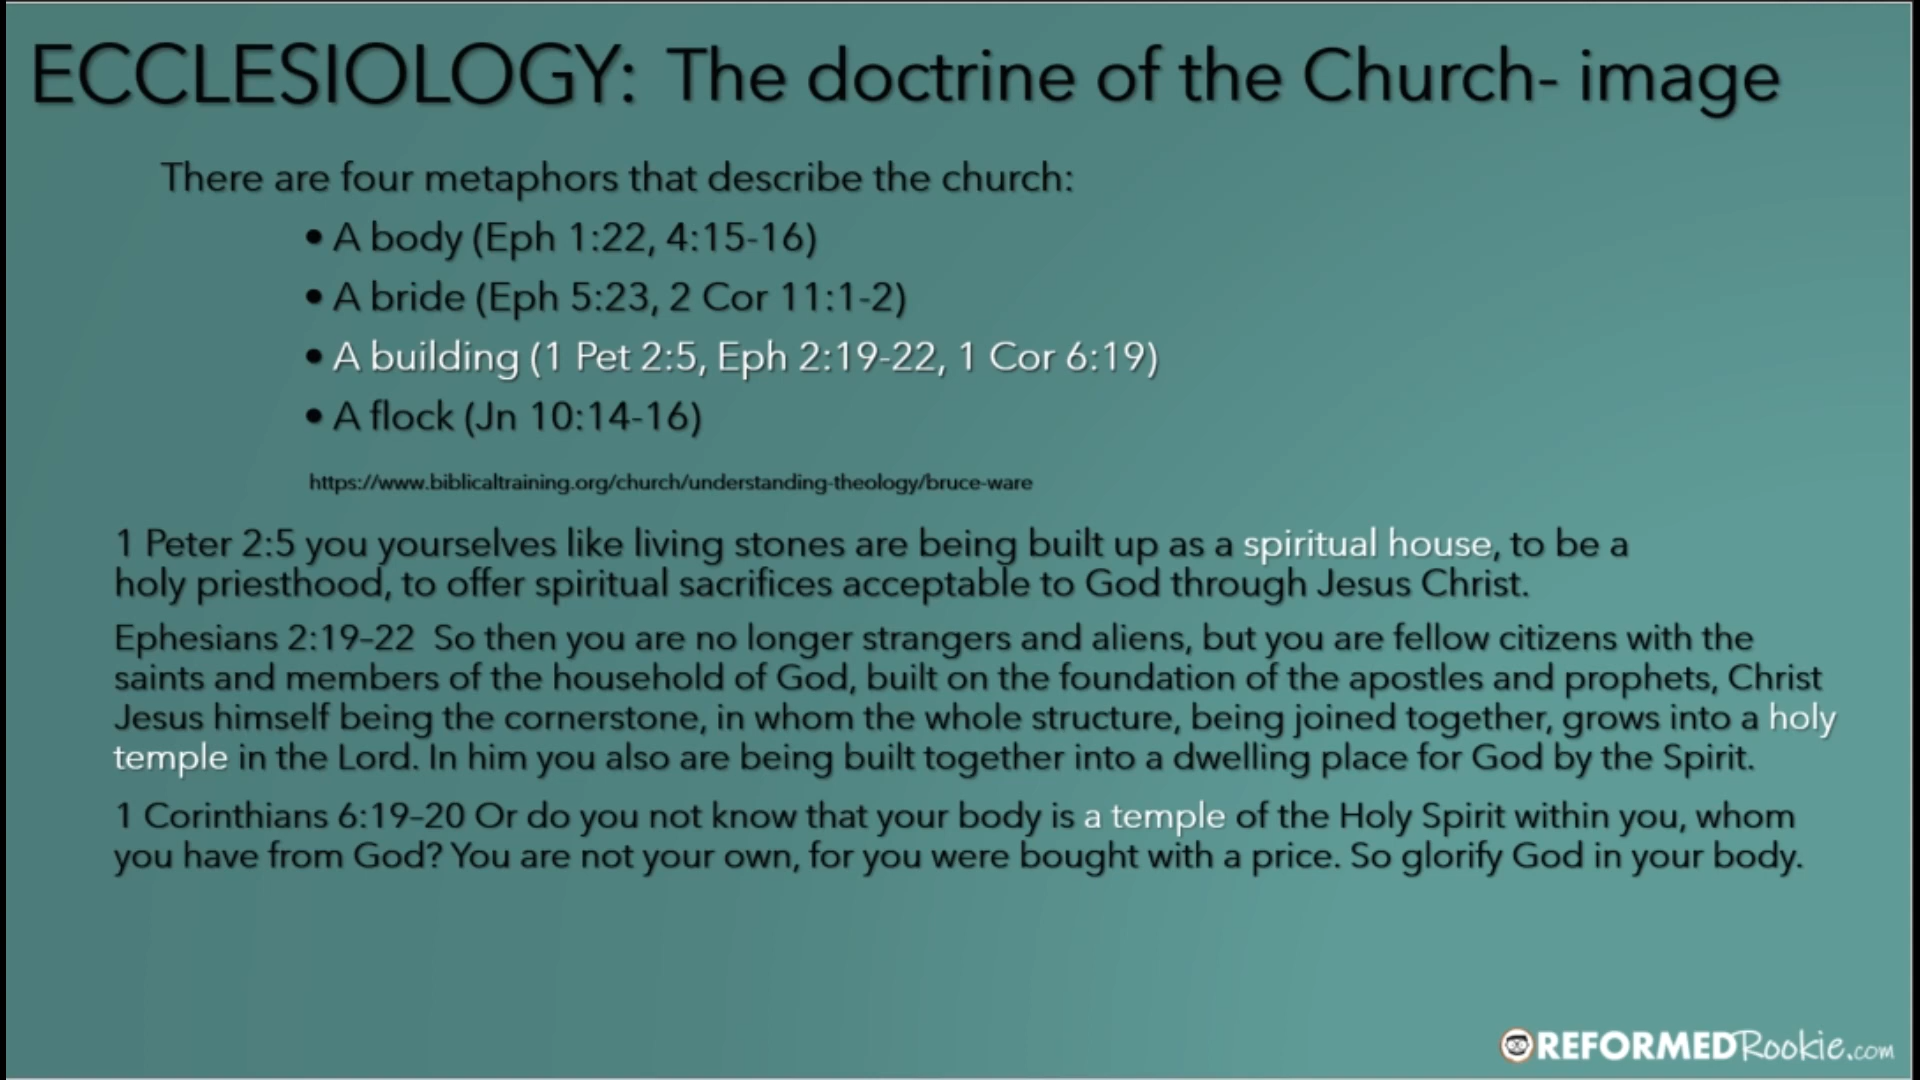 ECCLESIOLOGY: The doctrine of the Church- image
There are four metaphors that describe the church:
• A body (Eph 1:22, 4:15-16)
• A bride (Eph 5:23, 2 Cor 11:1-2)
• A building (1 Pet 2:5, Eph 2:19-22, 1 Cor 6:19)
• A flock (Jn 10:14-16)
https://www.biblicaltraining.org/church/understanding-theology/bruce-ware
1 Peter 2:5 you yourselves like living stones are being built up as a spiritual house, to be a
holy priesthood, to offer spiritual sacrifices acceptable to God through Jesus Christ.
Ephesians 2:19–22 So then you are no longer strangers and aliens, but you are fellow citizens with the
saints and members of the household of God, built on the foundation of the apostles and prophets, Christ
Jesus himself being the cornerstone, in whom the whole structure, being joined together, grows into a holy
temple in the Lord. In him you also are being built together into a dwelling place for God by the Spirit.
1 Corinthians 6:19–20 Or do you not know that your body is a temple of the Holy Spirit within you, whom
you have from God? You are not your own, for you were bought with a price. So glorify God in your body.
REFORMEDRookie.com